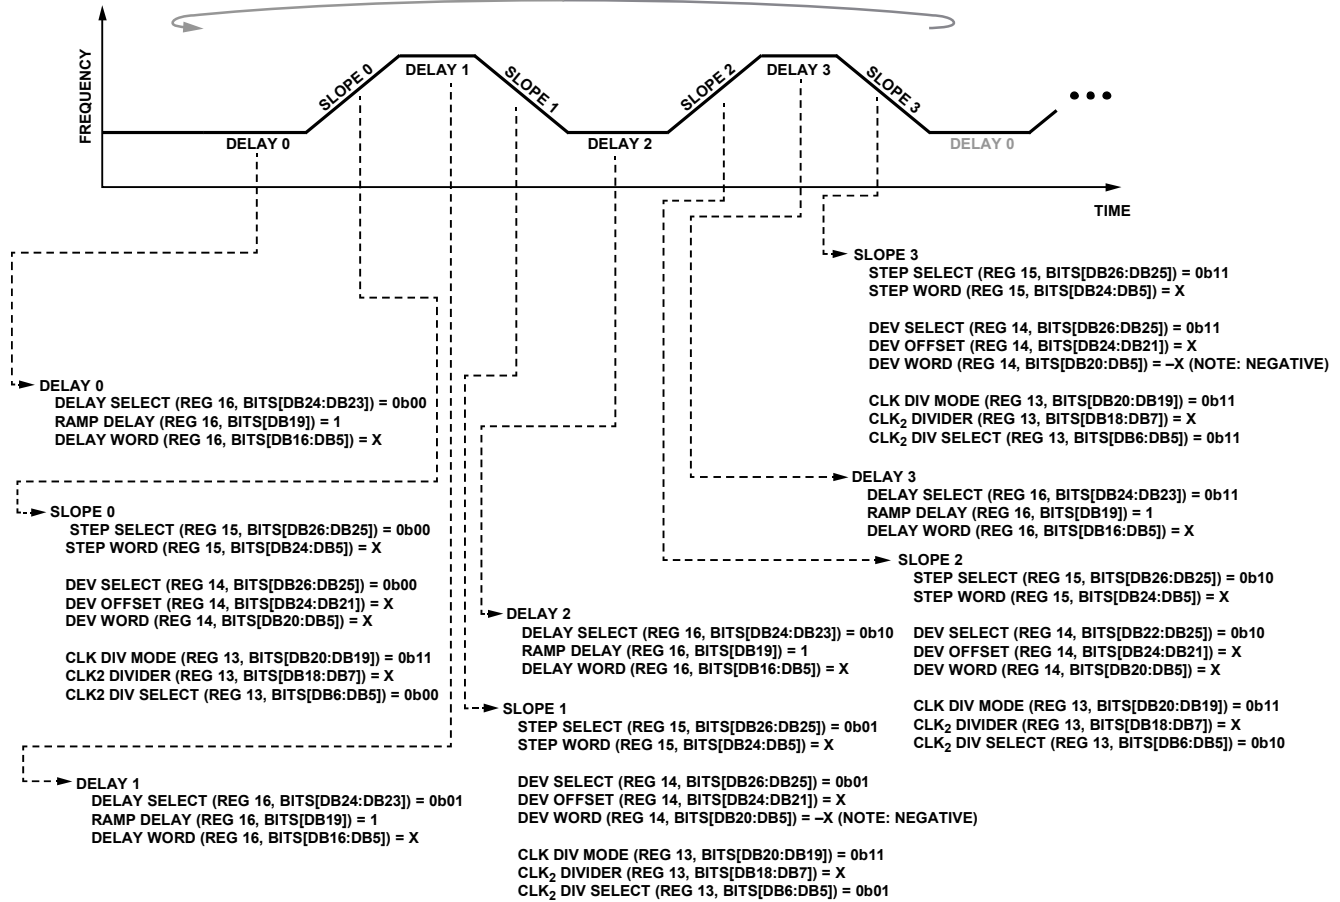 FREQUENCY
SLOPE 0
DELAY 1
SLOPE 1
SLOPE 2
DELAY 3
SLOPE 3
DELAY 0
DELAY 2
DELAY 0
TIME
DELAY 0
DELAY SELECT (REG 16, BITS[DB24:DB23]) = 0b00
RAMP DELAY (REG 16, BITS[DB19]) = 1
DELAY WORD (REG 16, BITS[DB16:DB5]) = X
SLOPE 0
STEP SELECT (REG 15, BITS[DB26:DB25]) = 0b00
STEP WORD (REG 15, BITS[DB24:DB5]) = X
DEV SELECT (REG 14, BITS[DB26:DB25]) = 0b00
DEV OFFSET (REG 14, BITS[DB24:DB21]) = X
DEV WORD (REG 14, BITS[DB20:DB5]) = X
CLK DIV MODE (REG 13, BITS[DB20:DB19]) = 0b11
CLK2 DIVIDER (REG 13, BITS[DB18:DB7]) = X
CLK2 DIV SELECT (REG 13, BITS[DB6:DB5]) = 0b00
DELAY 1
DELAY SELECT (REG 16, BITS[DB24:DB23]) = 0b01
RAMP DELAY (REG 16, BITS[DB19]) = 1
DELAY WORD (REG 16, BITS[DB16:DB5]) = X
DELAY 2
DELAY SELECT (REG 16, BITS[DB24:DB23]) = 0b10
RAMP DELAY (REG 16, BITS[DB19]) = 1
DELAY WORD (REG 16, BITS[DB16:DB5]) = X
SLOPE 1
STEP SELECT (REG 15, BITS[DB26:DB25]) = 0b01
STEP WORD (REG 15, BITS[DB24:DB5]) = X
DEV SELECT (REG 14, BITS[DB26:DB25]) = 0b01
DEV OFFSET (REG 14, BITS[DB24:DB21]) = X
DEV WORD (REG 14, BITS[DB20:DB5]) = –X (NOTE: NEGATIVE)
CLK DIV MODE (REG 13, BITS[DB20:DB19]) = 0b11
CLK2 DIVIDER (REG 13, BITS[DB18:DB7]) = X
CLK2 DIV SELECT (REG 13, BITS[DB6:DB5]) = 0b01
SLOPE 3
STEP SELECT (REG 15, BITS[DB26:DB25]) = 0b11
STEP WORD (REG 15, BITS[DB24:DB5]) = X
DEV SELECT (REG 14, BITS[DB26:DB25]) = 0b11
DEV OFFSET (REG 14, BITS[DB24:DB21]) = X
DEV WORD (REG 14, BITS[DB20:DB5]) = –X (NOTE: NEGATIVE)
CLK DIV MODE (REG 13, BITS[DB20:DB19]) = 0b11
CLK2 DIVIDER (REG 13, BITS[DB18:DB7]) = X
CLK2 DIV SELECT (REG 13, BITS[DB6:DB5]) = 0b11
DELAY 3
DELAY SELECT (REG 16, BITS[DB24:DB23]) = 0b11
RAMP DELAY (REG 16, BITS[DB19]) = 1
DELAY WORD (REG 16, BITS[DB16:DB5]) = X
SLOPE 2
STEP SELECT (REG 15, BITS[DB26:DB25]) = 0b10
STEP WORD (REG 15, BITS[DB24:DB5]) = X
DEV SELECT (REG 14, BITS[DB22:DB25]) = 0b10
DEV OFFSET (REG 14, BITS[DB24:DB21]) = X
DEV WORD (REG 14, BITS[DB20:DB5]) = X
CLK DIV MODE (REG 13, BITS[DB20:DB19]) = 0b11
CLK2 DIVIDER (REG 13, BITS[DB18:DB7]) = X
CLK2 DIV SELECT (REG 13, BITS[DB6:DB5]) = 0b10